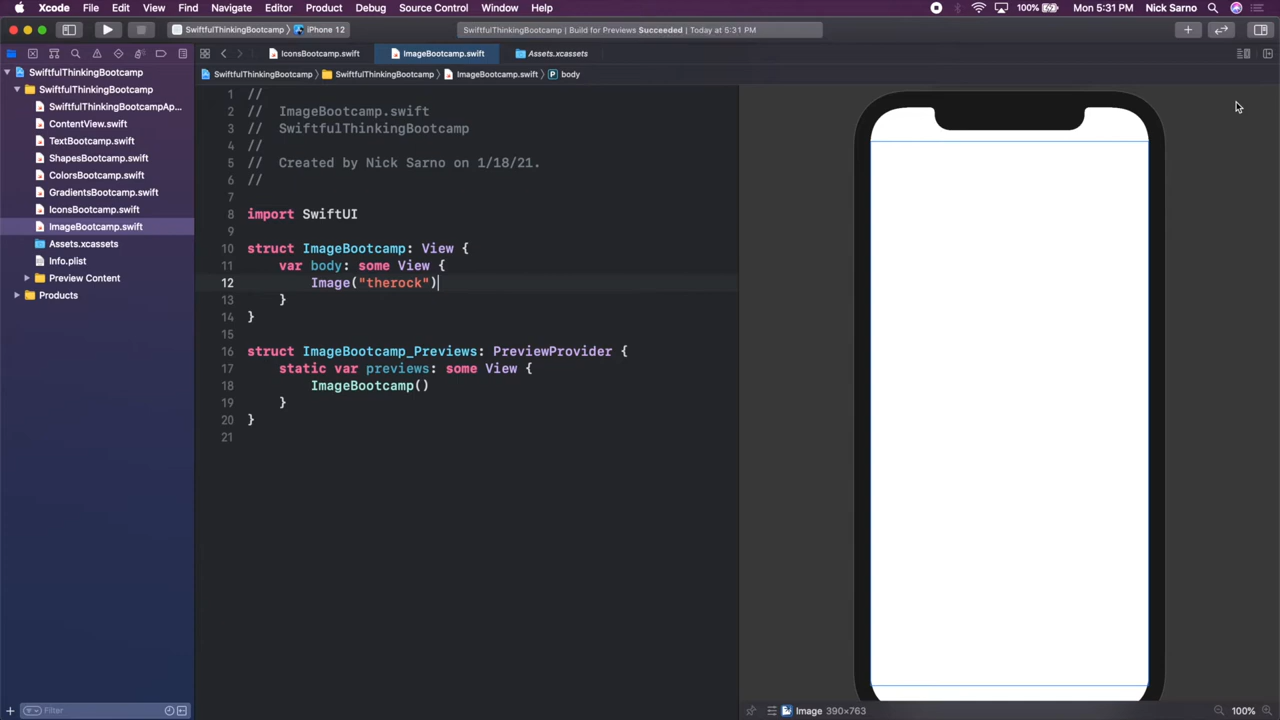 Xcode File Edit View Find Navigate Editor Product Debug Source Control Window Help 100% Mon 5:31 PM Nick Sarno
SwiftfulThinkingBootcamp iPhone 12 SwiftfulThinkingBootcamp | Build for Previews Succeeded | Today at 5:31 PM
IconsBootcamp.swift ImageBootcamp.swift Assets.xcassets
SwiftfulThinkingBootcamp SwiftfulThinkingBootcamp ImageBootcamp.swift P body
SwiftfulThinkingBootcamp
SwiftfulThinkingBootcamp
SwiftfulThinkingBootcampAp...
ContentView.swift
TextBootcamp.swift
ShapesBootcamp.swift
ColorsBootcamp.swift
GradientsBootcamp.swift
IconsBootcamp.swift
ImageBootcamp.swift
Assets.xcassets
Info.plist
Preview Content
Products
1 //
2 // ImageBootcamp.swift
3 // SwiftfulThinkingBootcamp
4 //
5 // Created by Nick Sarno on 1/18/21.
6 //
7
8 import SwiftUI
9
10 struct ImageBootcamp: View {
11 var body: some View {
12 Image("therock")
13 }
14 }
15
16 struct ImageBootcamp_Previews: PreviewProvider {
17 static var previews: some View {
18 ImageBootcamp()
19 }
20 }
21
Filter
Image 390×763 100%